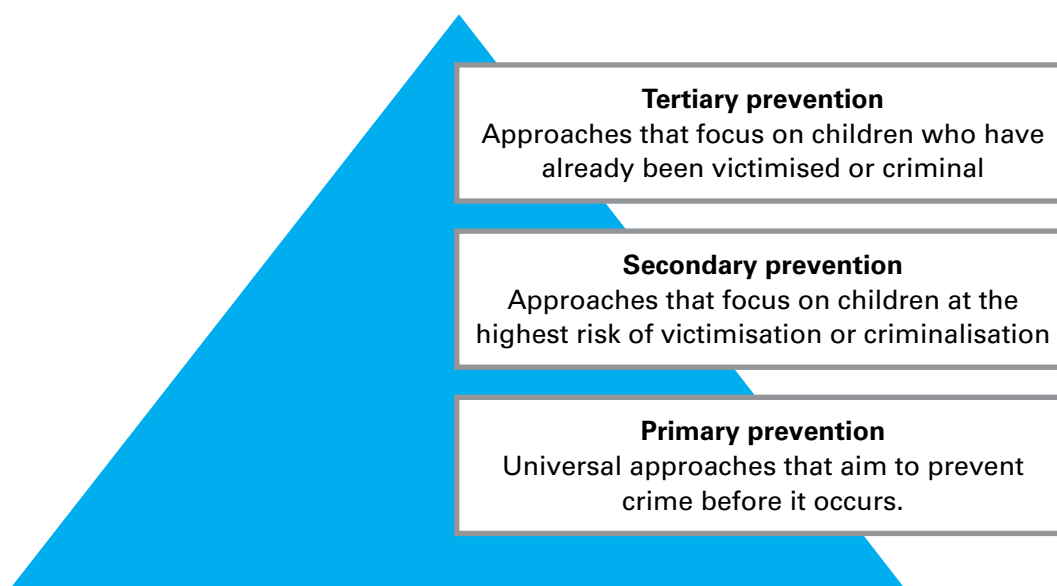 Tertiary prevention
Approaches that focus on children who have
already been victimised or criminal
Secondary prevention
Approaches that focus on children at the
highest risk of victimisation or criminalisation
Primary prevention
Universal approaches that aim to prevent
crime before it occurs.